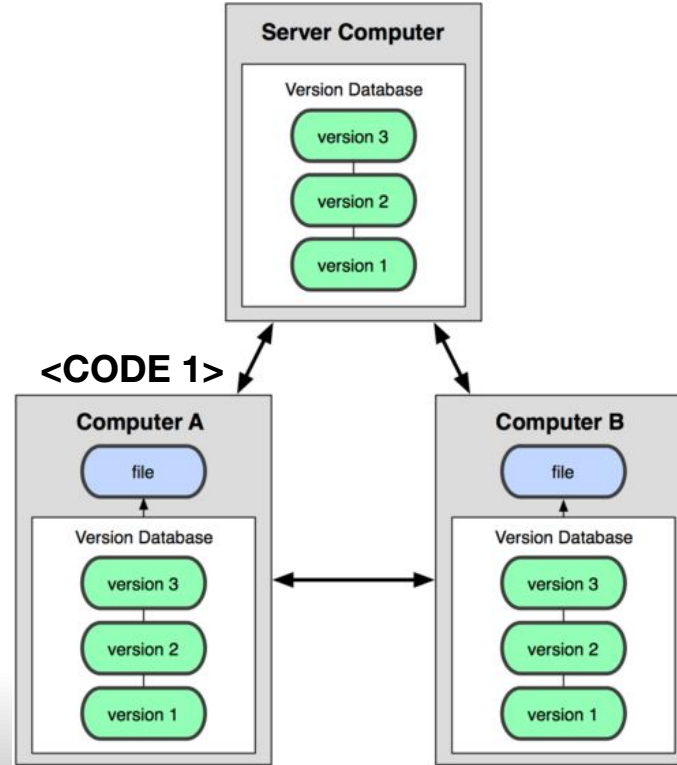 Server Computer
Version Database
version 3
version 2
version 1
<CODE 1>
Computer A
file
Version Database
version 3
version 2
version 1
Computer B
file
Version Database
version 3
version 2
version 1